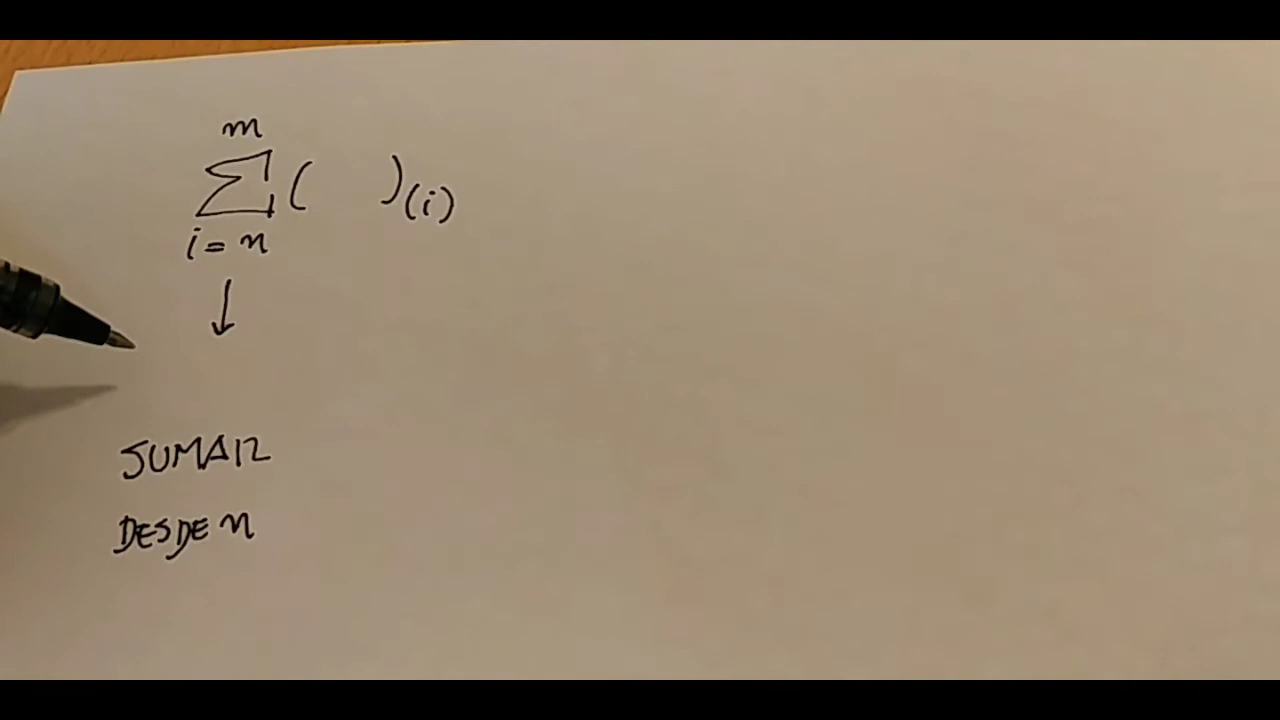 m
∑ ( )(i)
i = n
↓
SUMAR
DESDE n